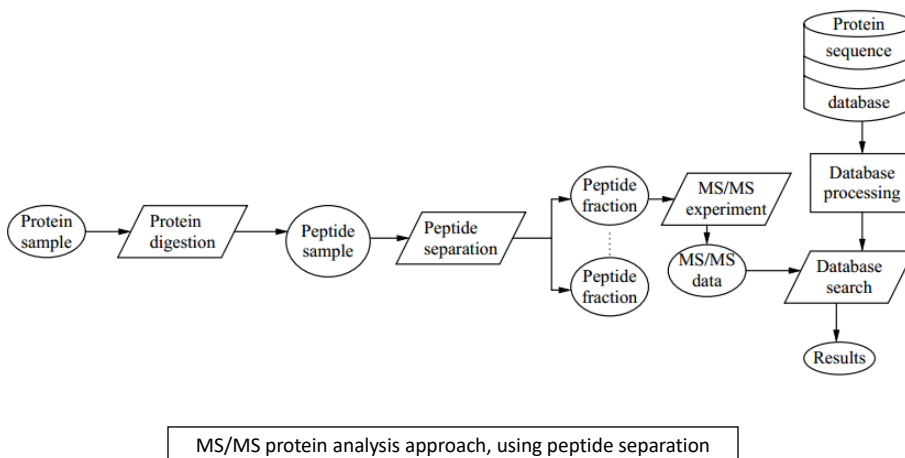 Protein
sequence
database
Database
processing
Protein
sample
Protein
digestion
Peptide
sample
Peptide
separation
Peptide
fraction
Peptide
fraction
MS/MS
experiment
MS/MS
data
Database
search
Results
MS/MS protein analysis approach, using peptide separation